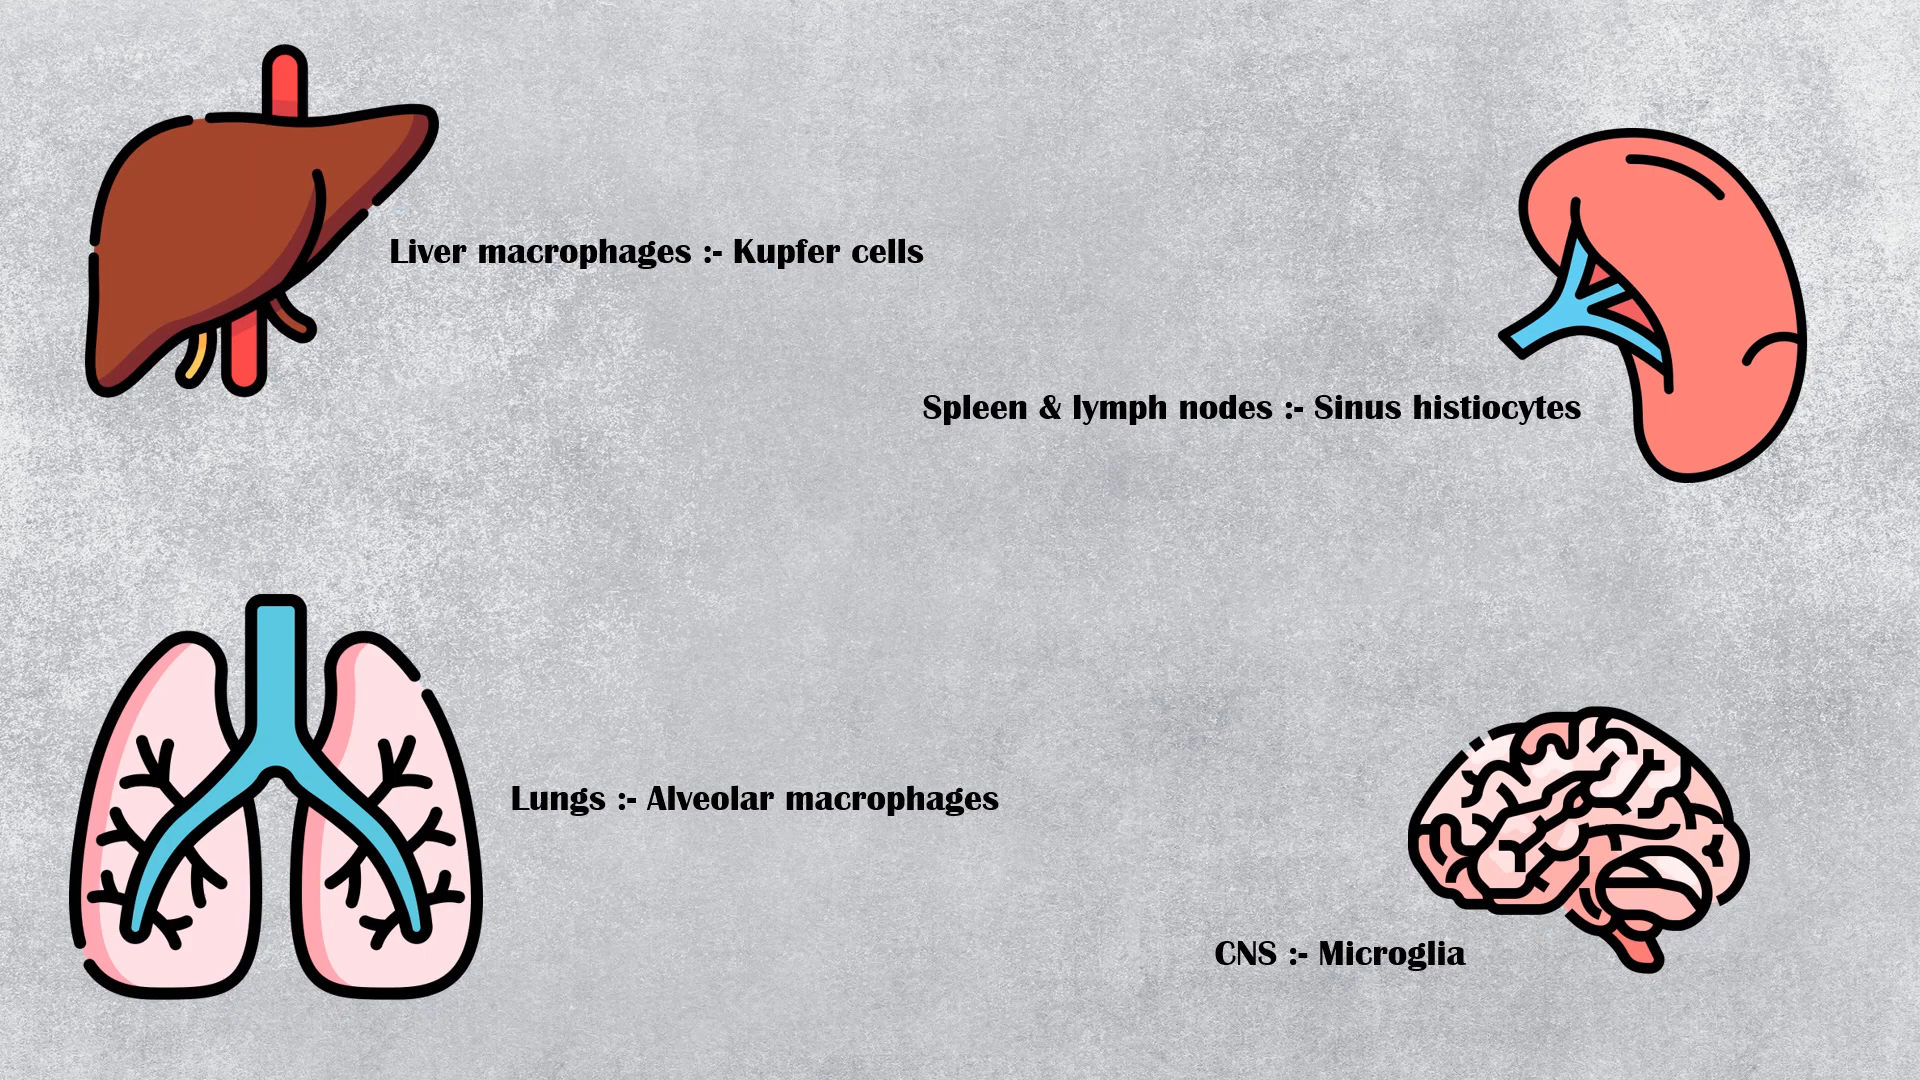 Liver macrophages :- Kupfer cells
Spleen & lymph nodes :- Sinus histiocytes
Lungs :- Alveolar macrophages
CNS :- Microglia